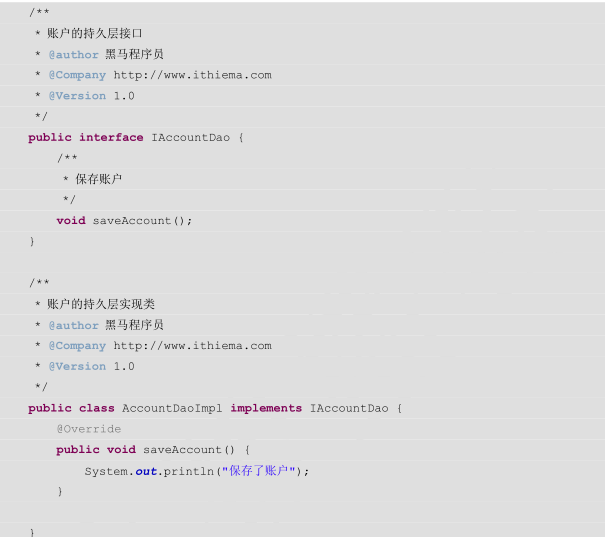 /**
* 账户的持久层接口
* @author 黑马程序员
* @Company http://www.ithiema.com
* @Version 1.0
*/
public interface IAccountDao {
/**
* 保存账户
*/
void saveAccount();
}
/**
* 账户的持久层实现类
* @author 黑马程序员
* @Company http://www.ithiema.com
* @Version 1.0
*/
public class AccountDaoImpl implements IAccountDao {
@Override
public void saveAccount() {
System.out.println("保存了账户");
}
}